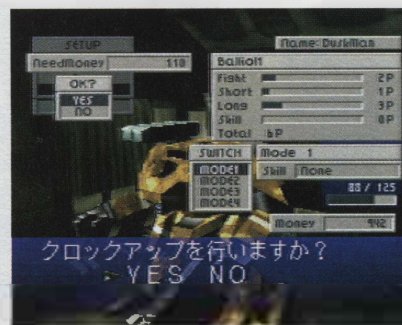 SETUP
NeedMoney 110
OK?
YES
NO
Name: DuskMan
Balliolt
Fight 2P
Short 1P
Long 3P
Skill 0P
Total 6P
SWITCH
MODE1
MODE2
MODE3
MODE4
Mode 1
Skill None
88 / 125
Money 942
クロックアップを行いますか?
YES NO